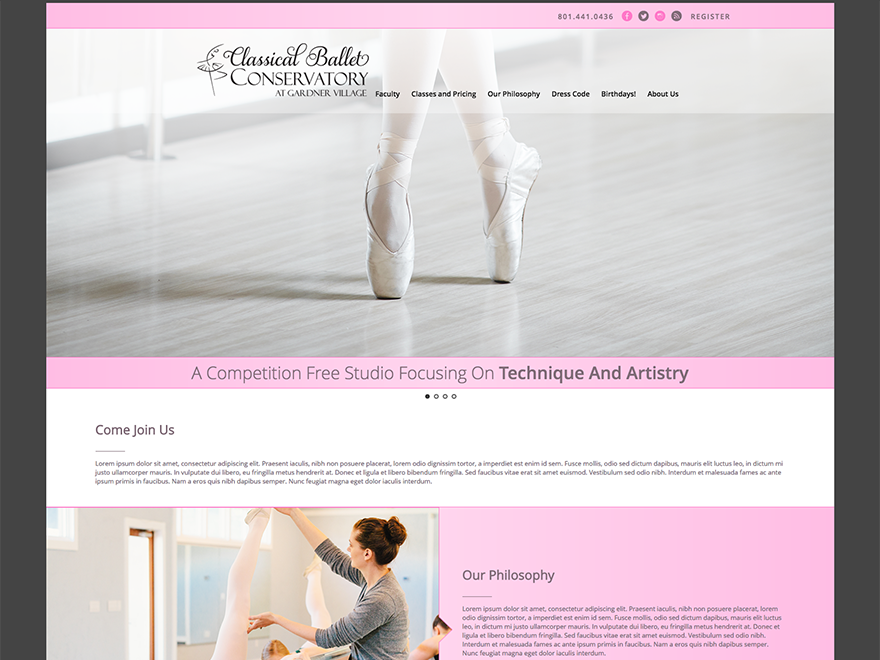 801.441.0436 REGISTER
Classical Ballet
CONSERVATORY
AT GARDNER VILLAGE
Faculty Classes and Pricing Our Philosophy Dress Code Birthdays! About Us
A Competition Free Studio Focusing On Technique And Artistry
Come Join Us
Lorem ipsum dolor sit amet, consectetur adipiscing elit. Praesent iaculis, nibh non posuere placerat, lorem odio dignissim tortor, a imperdiet est enim id sem. Fusce mollis, odio sed dictum dapibus, mauris elit luctus leo, in dictum mi
justo ullamcorper mauris. In vulputate dui libero, eu fringilla metus hendrerit at. Donec et ligula et libero bibendum fringilla. Sed faucibus viverra sit amet euismod. Vestibulum sed odio nibh. Interdum et malesuada fames ac ante
ipsum primis in faucibus. Nam a eros quis nibh dapibus semper. Nunc feugiat magna eget dolor iaculis interdum.
Our Philosophy
Lorem ipsum dolor sit amet, consectetur adipiscing elit. Praesent iaculis, nibh non posuere placerat, lorem
odio dignissim tortor, a imperdiet est enim id sem. Fusce mollis, odio sed dictum dapibus, mauris elit luctus
leo, in dictum mi justo ullamcorper mauris. In vulputate dui libero, eu fringilla metus hendrerit at. Donec et
ligula et libero bibendum fringilla. Sed faucibus viverra sit amet euismod. Vestibulum sed odio nibh.
Interdum et malesuada fames ac ante ipsum primis in faucibus. Nam a eros quis nibh dapibus semper.
Nunc feugiat magna eget dolor iaculis interdum.